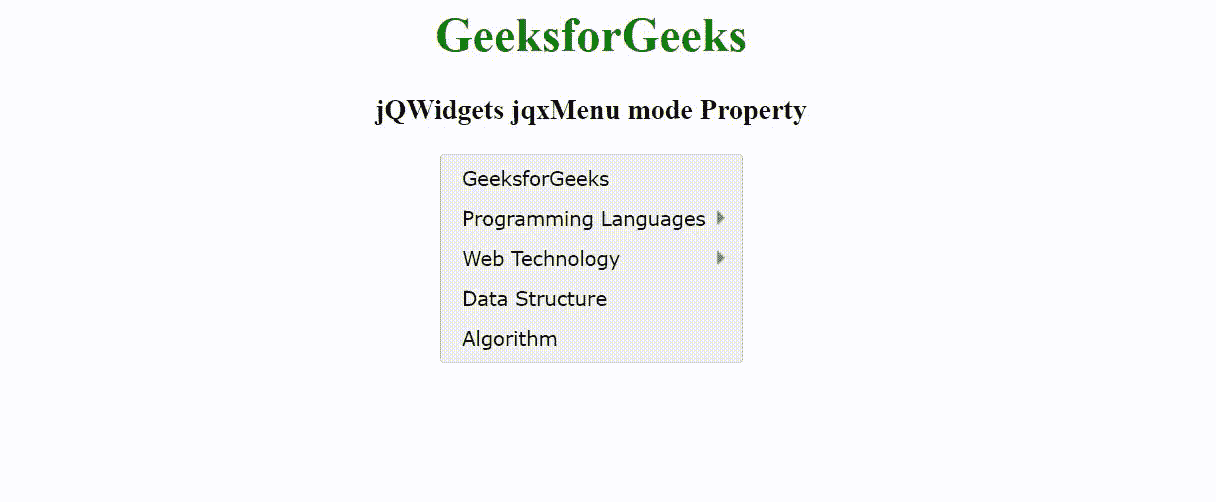 GeeksforGeeks
jQWidgets jqxMenu mode Property
GeeksforGeeks
Programming Languages
Web Technology
Data Structure
Algorithm